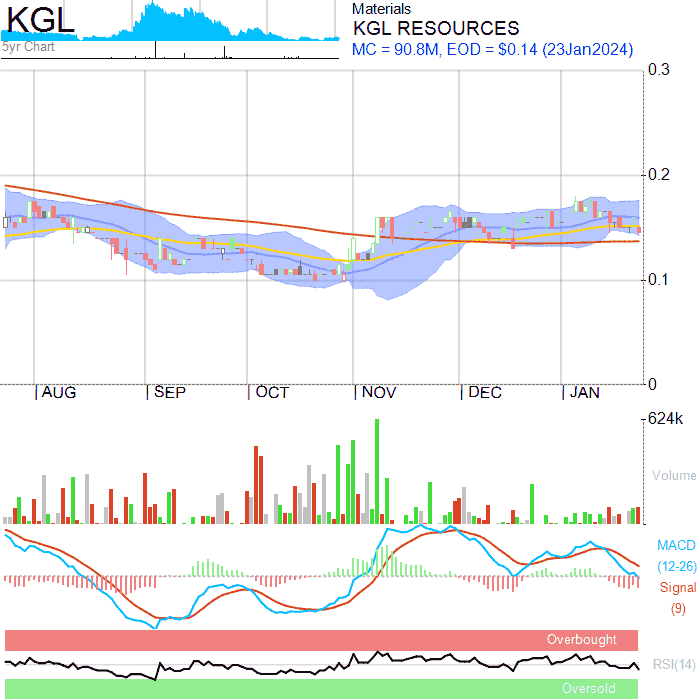 KGL
5yr Chart
Materials
KGL RESOURCES
MC = 90.8M, EOD = $0.14 (23Jan2024)
0.3
0.2
0.1
0
AUG SEP OCT NOV DEC JAN
624k
Volume
MACD
(12-26)
Signal
(9)
Overbought
RSI(14)
Oversold